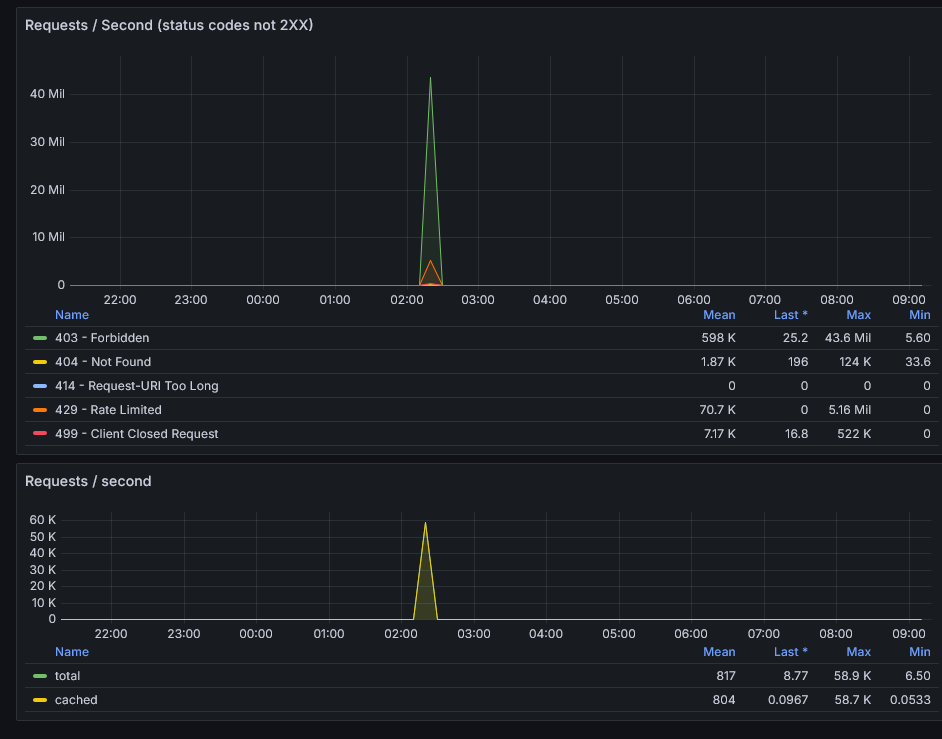 Requests / Second (status codes not 2XX)
40 Mil
30 Mil
20 Mil
10 Mil
0
22:00 23:00 00:00 01:00 02:00 03:00 04:00 05:00 06:00 07:00 08:00 09:00
Name Mean Last * Max Min
403 - Forbidden 598 K 25.2 43.6 Mil 5.60
404 - Not Found 1.87 K 196 124 K 33.6
414 - Request-URI Too Long 0 0 0 0
429 - Rate Limited 70.7 K 0 5.16 Mil 0
499 - Client Closed Request 7.17 K 16.8 522 K 0
Requests / second
60 K
50 K
40 K
30 K
20 K
10 K
0
22:00 23:00 00:00 01:00 02:00 03:00 04:00 05:00 06:00 07:00 08:00 09:00
Name Mean Last * Max Min
total 817 8.77 58.9 K 6.50
cached 804 0.0967 58.7 K 0.0533